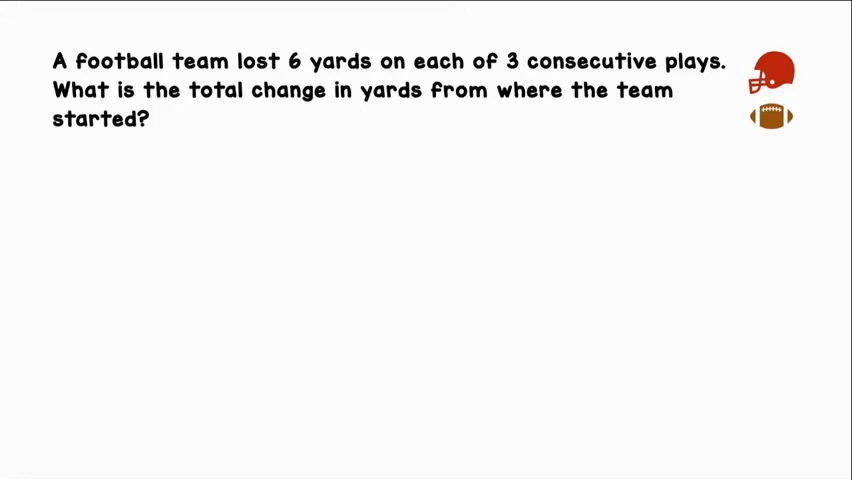 A football team lost 6 yards on each of 3 consecutive plays.
What is the total change in yards from where the team
started?